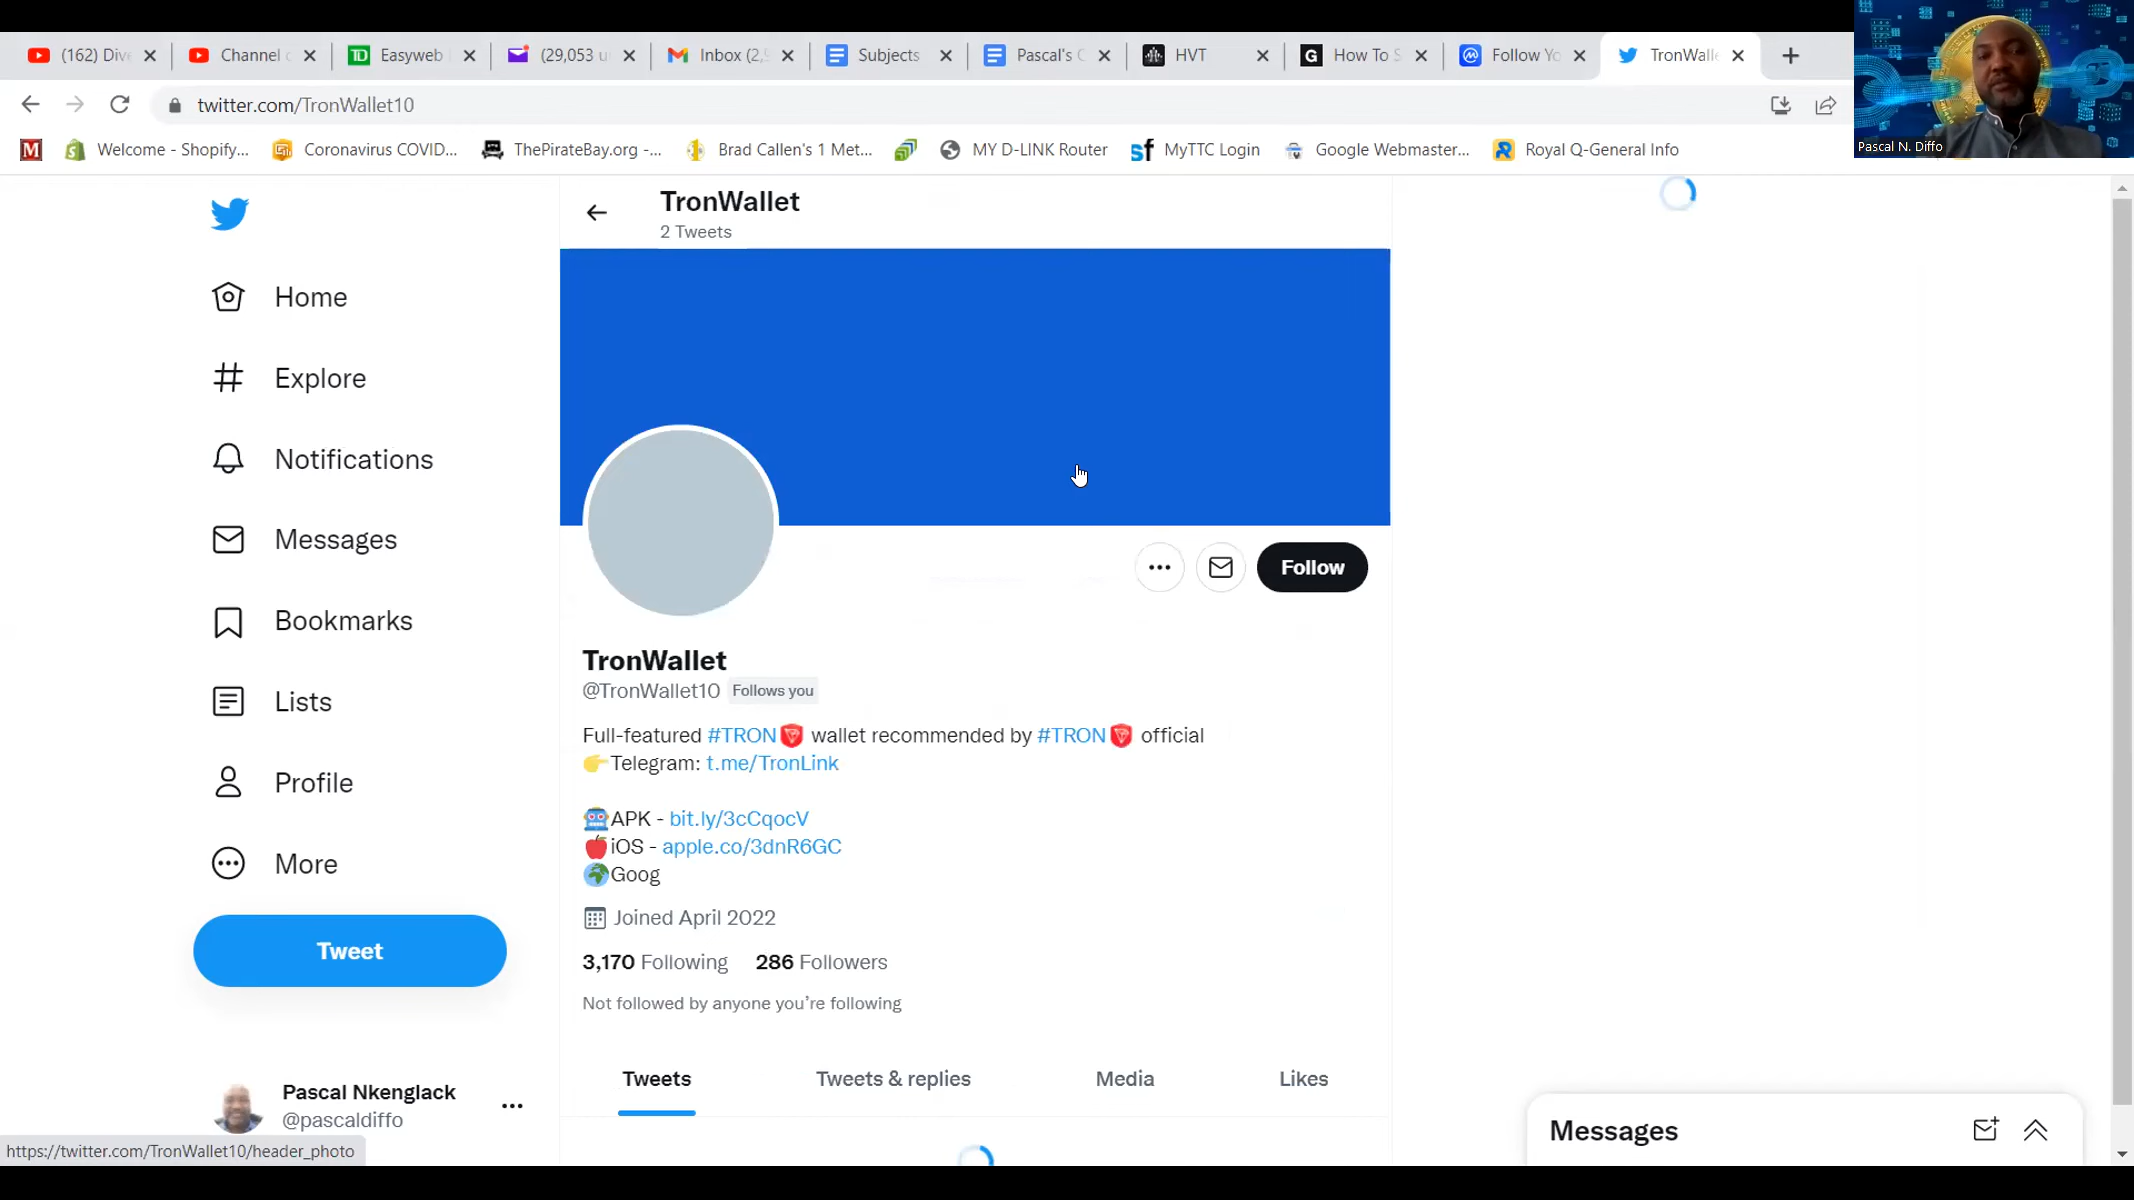 (162) Div
Channel c
Easyweb
(29,053 u
Inbox (2,9
Subjects
Pascal's C
HVT
How To S
Follow Yo
TronWalle
twitter.com/TronWallet10
Welcome - Shopify...
Coronavirus COVID...
ThePirateBay.org -...
Brad Callen's 1 Met...
MY D-LINK Router
MyTTC Login
Google Webmaster...
Royal Q-General Info
Pascal N. Diffo
TronWallet
2 Tweets
Home
Explore
Notifications
Messages
Bookmarks
Lists
Profile
More
Tweet
Follow
TronWallet
@TronWallet10 Follows you
Full-featured #TRON wallet recommended by #TRON official
Telegram: t.me/TronLink
APK - bit.ly/3cCqocV
iOS - apple.co/3dnR6GC
Goog
Joined April 2022
3,170 Following 286 Followers
Not followed by anyone you're following
Tweets
Tweets & replies
Media
Likes
Pascal Nkenglack
@pascaldiffo
Messages
https://twitter.com/TronWallet10/header_photo